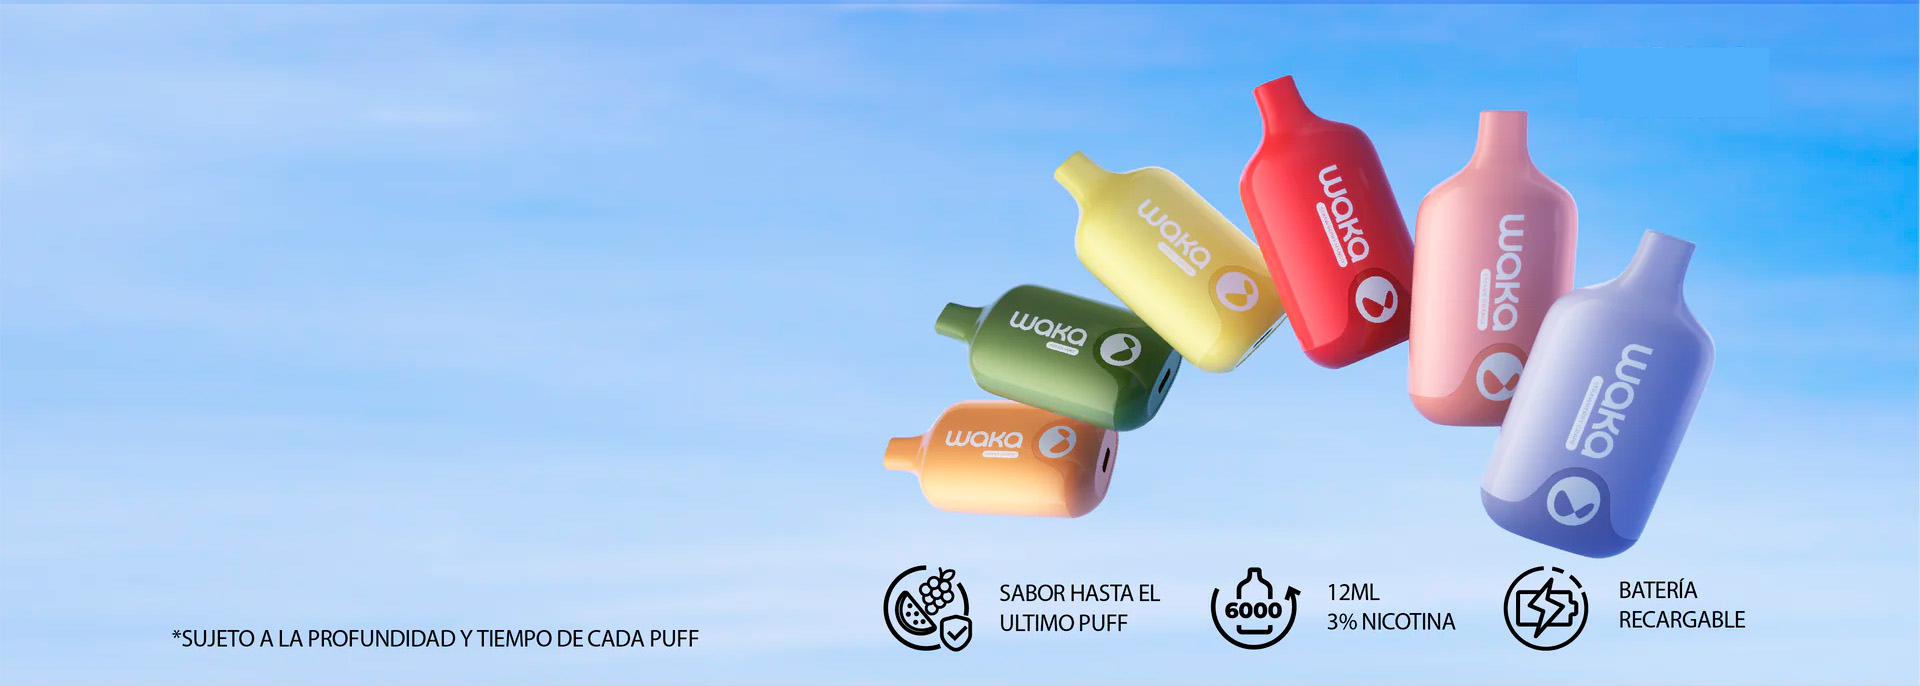 waka
waka
waka
waka
waka
waka
SABOR HASTA EL
ULTIMO PUFF
6000
12ML
3% NICOTINA
BATERÍA
RECARGABLE
*SUJETO A LA PROFUNDIDAD Y TIEMPO DE CADA PUFF